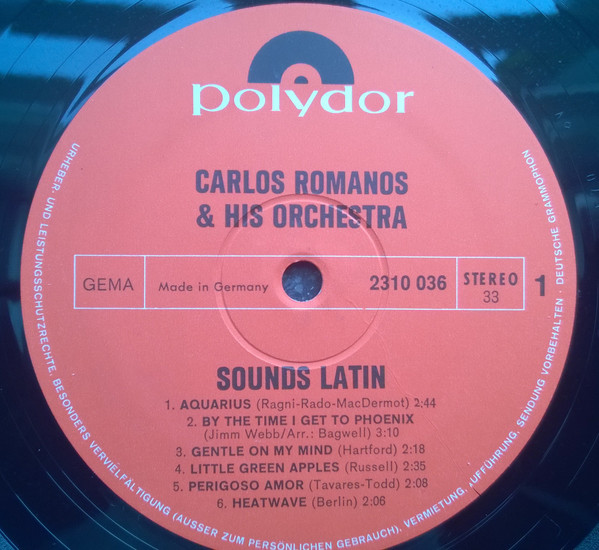 polydor
CARLOS ROMANOS
& HIS ORCHESTRA
GEMA Made in Germany 2310 036 STEREO 33 1
SOUNDS LATIN
1. AQUARIUS (Ragni-Rado-MacDermot) 2:44
2. BY THE TIME I GET TO PHOENIX
(Jimm Webb/Arr.: Bagwell) 3:10
3. GENTLE ON MY MIND (Hartford) 2:18
4. LITTLE GREEN APPLES (Russell) 2:35
5. PERIGOSO AMOR (Tavares-Todd) 2:08
6. HEATWAVE (Berlin) 2:06
URHEBER- UND LEISTUNGSSCHUTZRECHTE, BESONDERS VERVIELFÄLTIGUNG (AUSSER ZUM PERSÖNLICHEN GEBRAUCH), VERMIETUNG, AUFFÜHRUNG, SENDUNG VORBEHALTEN · DEUTSCHE GRAMMOPHON